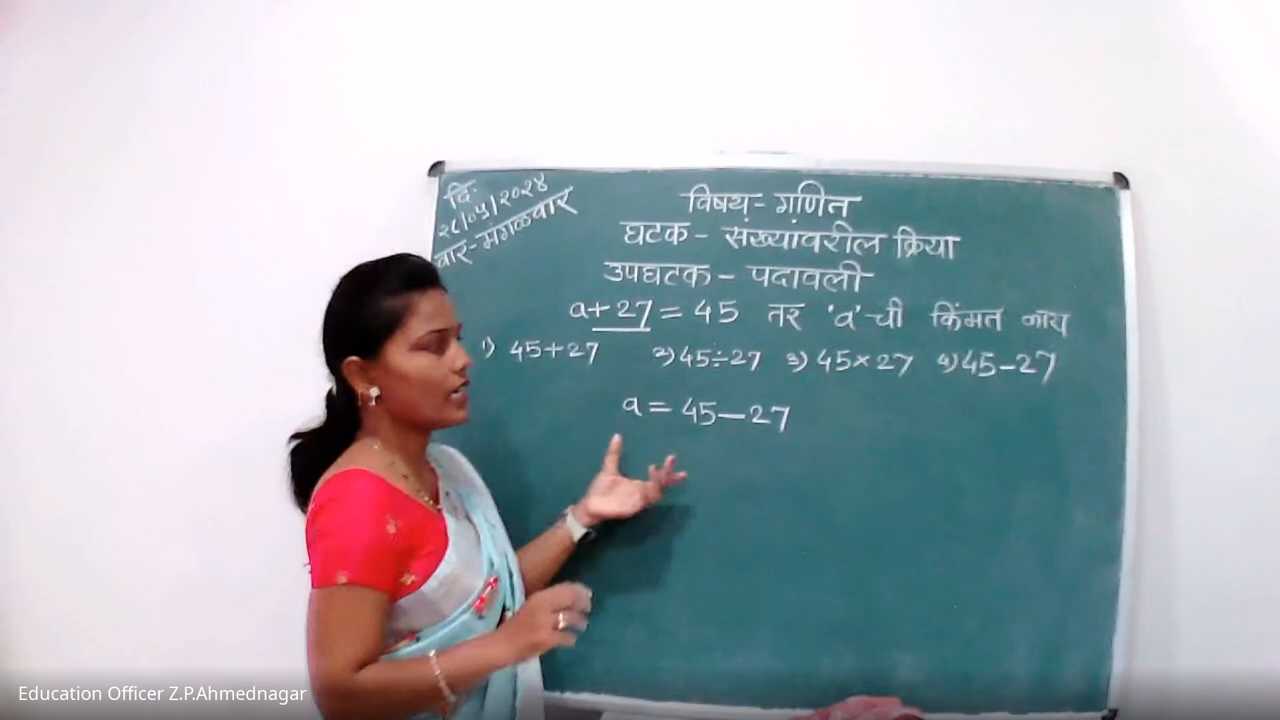 दि:
२८/०५/२०२४
वार-मंगळवार
विषय- गणित
घटक - संख्यांवरील क्रिया
उपघटक - पदावली
a+27 = 45 तर 'a' ची किंमत काय
१) 45+27 २) 45÷27 ३) 45×27 ४) 45-27
a = 45-27
Education Officer Z.P.Ahmednagar